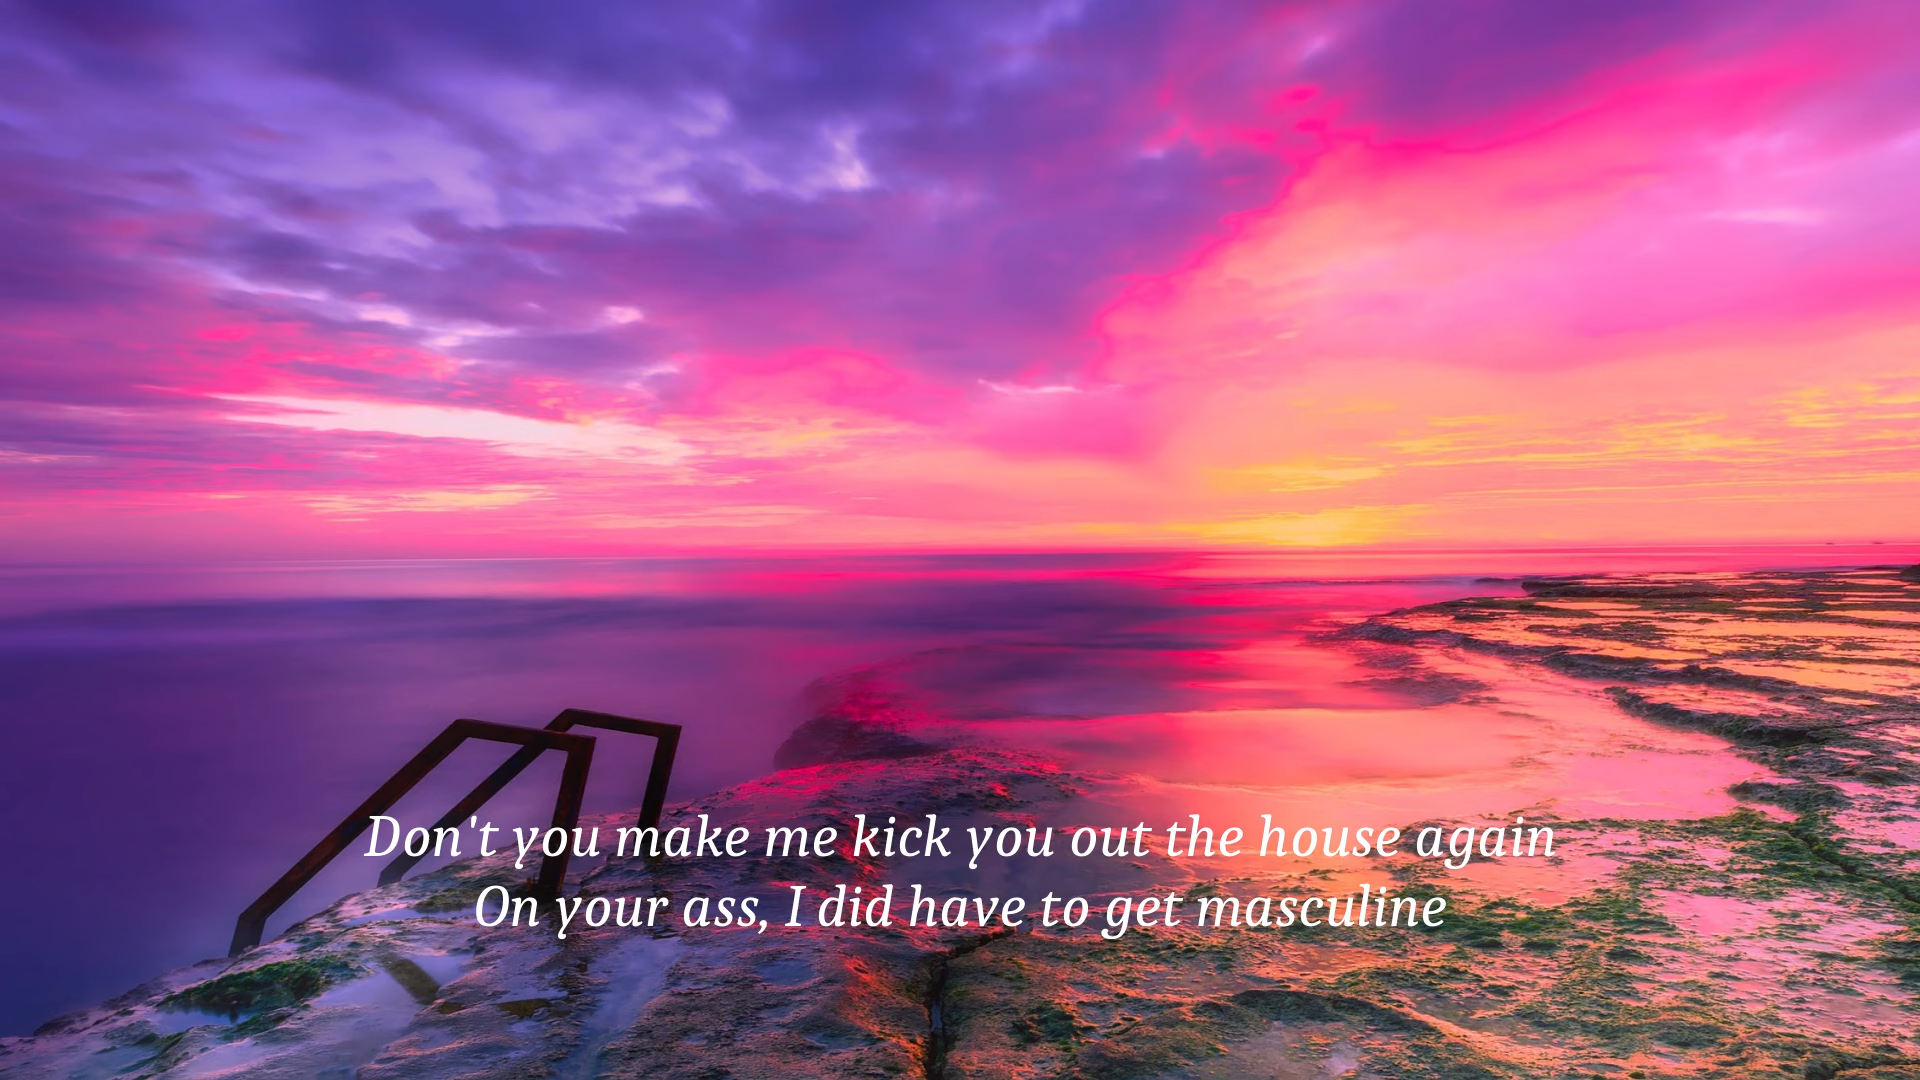 Don't you make me kick you out the house again
On your ass, I did have to get masculine